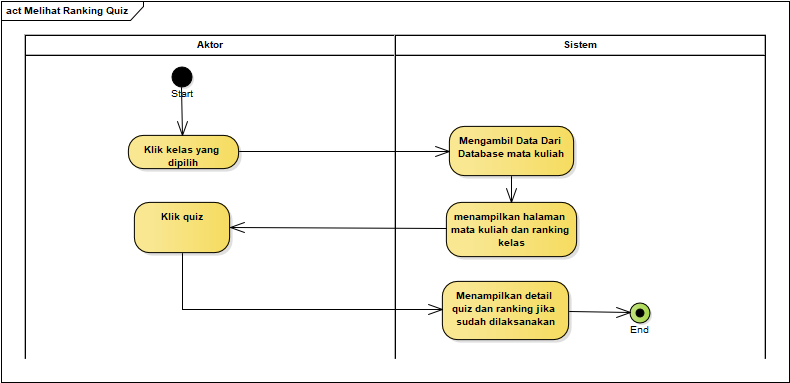 act Melihat Ranking Quiz
Aktor
Sistem
Start
Klik kelas yang
dipilih
Mengambil Data Dari
Database mata kuliah
menampilkan halaman
mata kuliah dan ranking
kelas
Klik quiz
Menampilkan detail
quiz dan ranking jika
sudah dilaksanakan
End